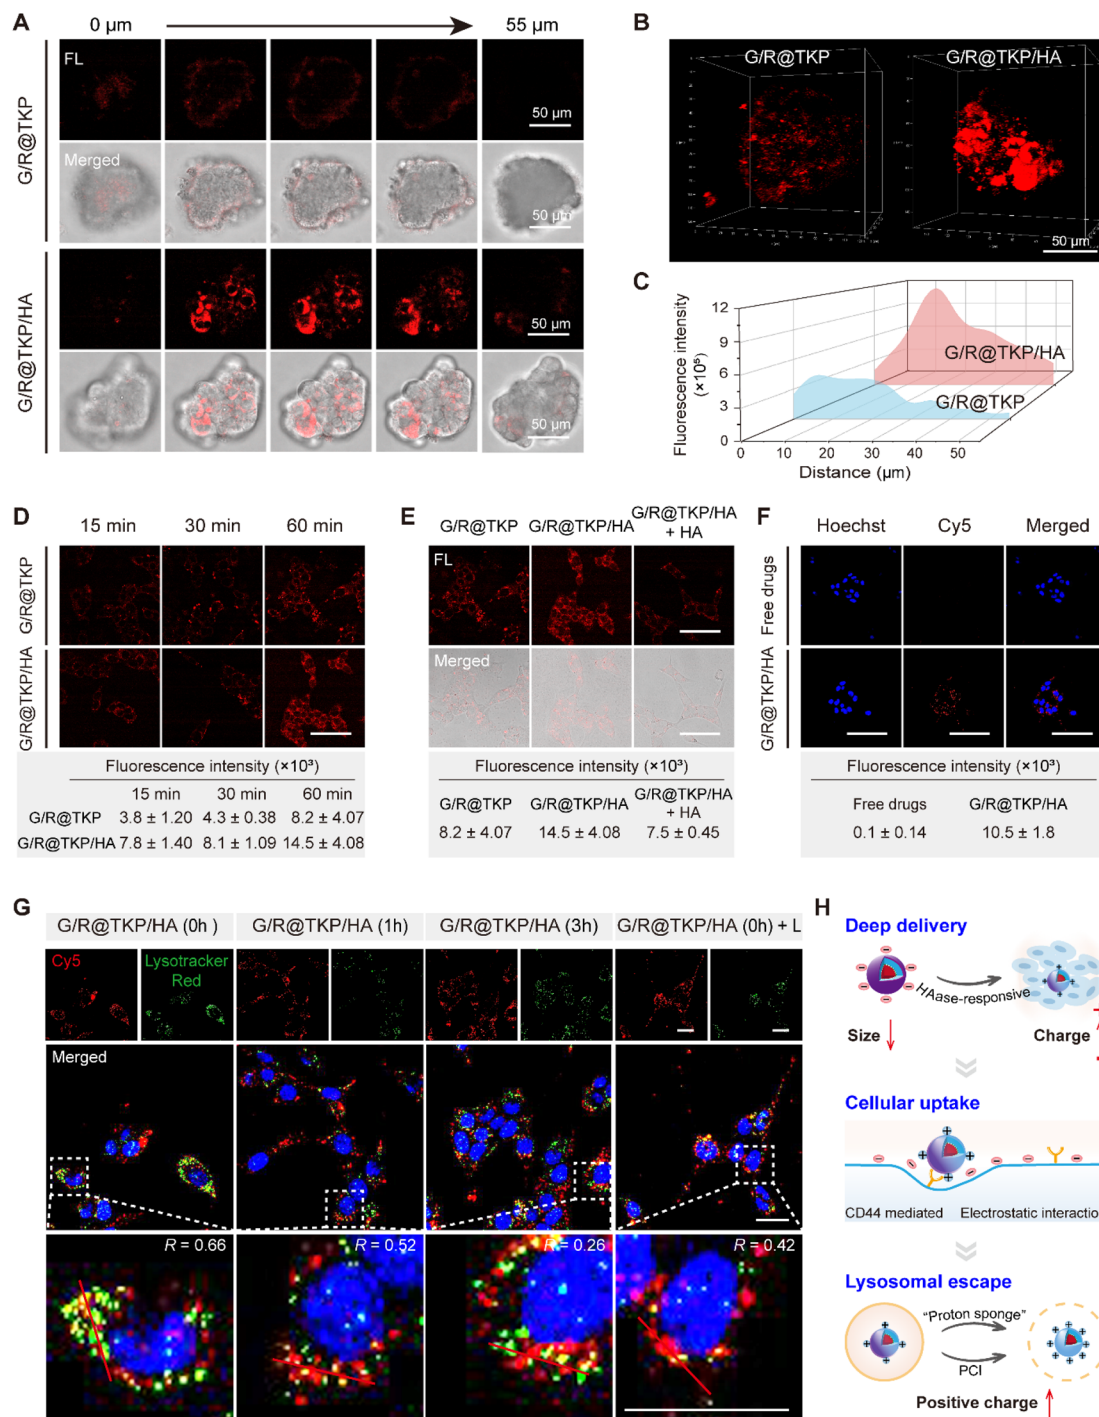 A
0 µm
55 µm
G/R@TKP
FL
50 µm
Merged
50 µm
G/R@TKP/HA
50 µm
50 µm
B
G/R@TKP
G/R@TKP/HA
50 µm
C
Fluorescence intensity
(×10⁵)
12
9
6
3
0
G/R@TKP/HA
G/R@TKP
0 10 20 30 40 50
Distance (µm)
D
15 min 30 min 60 min
G/R@TKP
G/R@TKP/HA
Fluorescence intensity (×10³)
15 min 30 min 60 min
G/R@TKP 3.8 ± 1.20 4.3 ± 0.38 8.2 ± 4.07
G/R@TKP/HA 7.8 ± 1.40 8.1 ± 1.09 14.5 ± 4.08
E
G/R@TKP G/R@TKP/HA G/R@TKP/HA
+ HA
FL
Merged
Fluorescence intensity (×10³)
G/R@TKP G/R@TKP/HA G/R@TKP/HA
+ HA
8.2 ± 4.07 14.5 ± 4.08 7.5 ± 0.45
F
Hoechst Cy5 Merged
Free drugs
G/R@TKP/HA
Fluorescence intensity (×10³)
Free drugs G/R@TKP/HA
0.1 ± 0.14 10.5 ± 1.8
G
G/R@TKP/HA (0h ) G/R@TKP/HA (1h) G/R@TKP/HA (3h) G/R@TKP/HA (0h) + L
Cy5 Lysotracker
Red
Merged
R = 0.66 R = 0.52 R = 0.26 R = 0.42
H
Deep delivery
HAase-responsive
Size Charge
Cellular uptake
CD44 mediated Electrostatic interactio
Lysosomal escape
"Proton sponge"
PCI
Positive charge